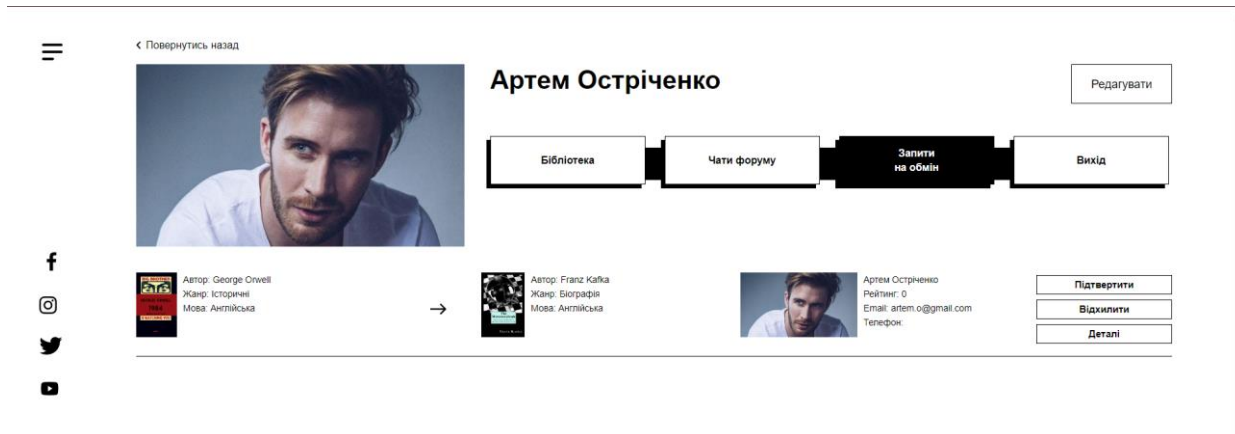 Повернутись назад
Артем Остріченко
Редагувати
Бібліотека
Чати форуму
Запити
на обмін
Вихід
Автор: George Orwell
Жанр: Історичні
Мова: Англійська
Автор: Franz Kafka
Жанр: Біографія
Мова: Англійська
Артем Остріченко
Рейтинг: 0
Email: artem.o@gmail.com
Телефон:
Підтвертити
Відхилити
Деталі